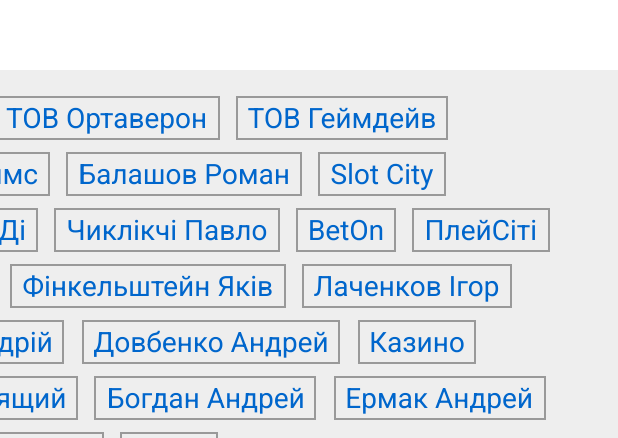 ТОВ Ортаверон ТОВ Геймдейв
Балашов Роман Slot City
Ді Чиклікчі Павло BetOn ПлейСіті
Фінкельштейн Яків Лаченков Ігор
Довбенко Андрей Казино
Богдан Андрей Ермак Андрей